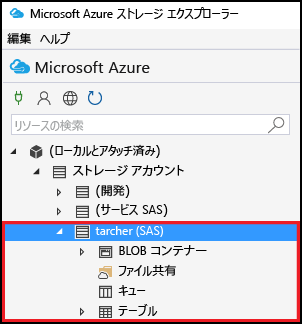 Microsoft Azure ストレージ エクスプローラー
編集 ヘルプ
Microsoft Azure
リソースの検索
(ローカルとアタッチ済み)
ストレージ アカウント
(開発)
(サービス SAS)
tarcher (SAS)
BLOB コンテナー
ファイル共有
キュー
テーブル